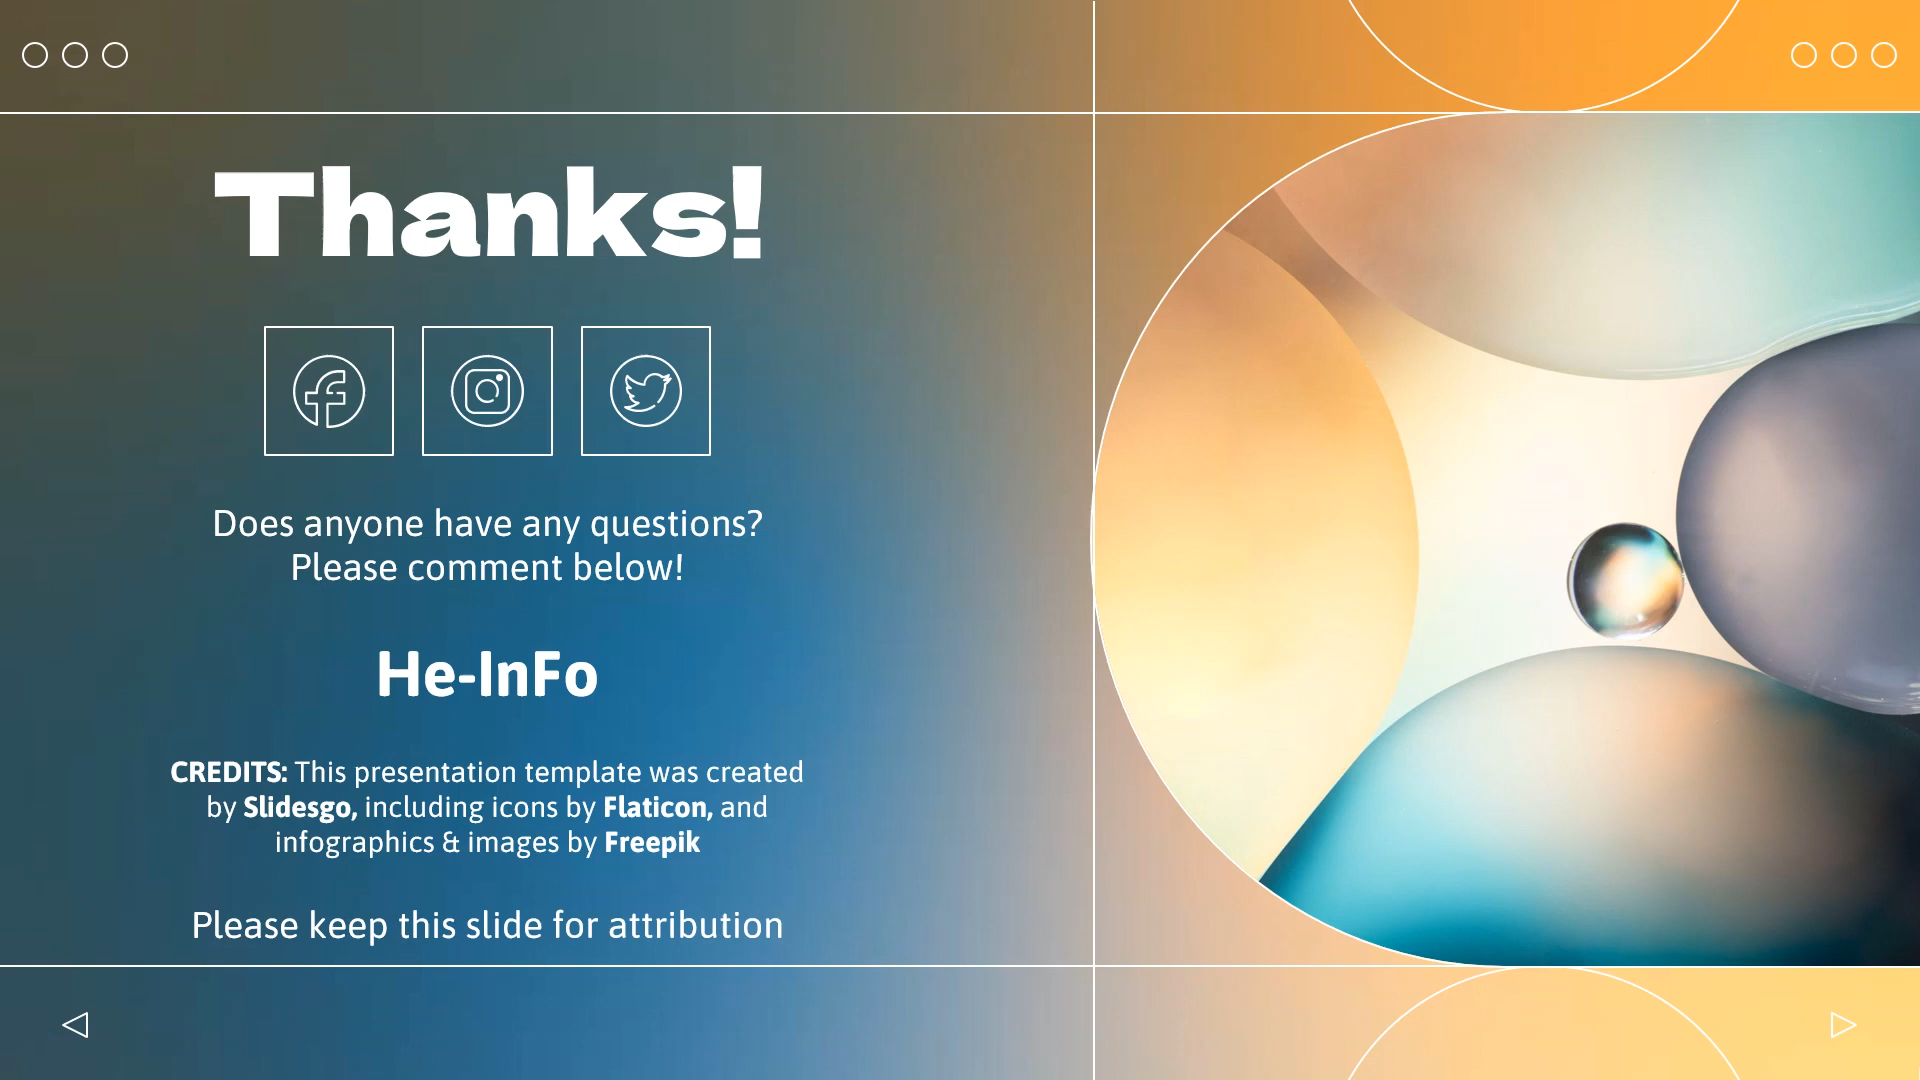 Thanks!
Does anyone have any questions?
Please comment below!
He-InFo
CREDITS: This presentation template was created
by Slidesgo, including icons by Flaticon, and
infographics & images by Freepik
Please keep this slide for attribution